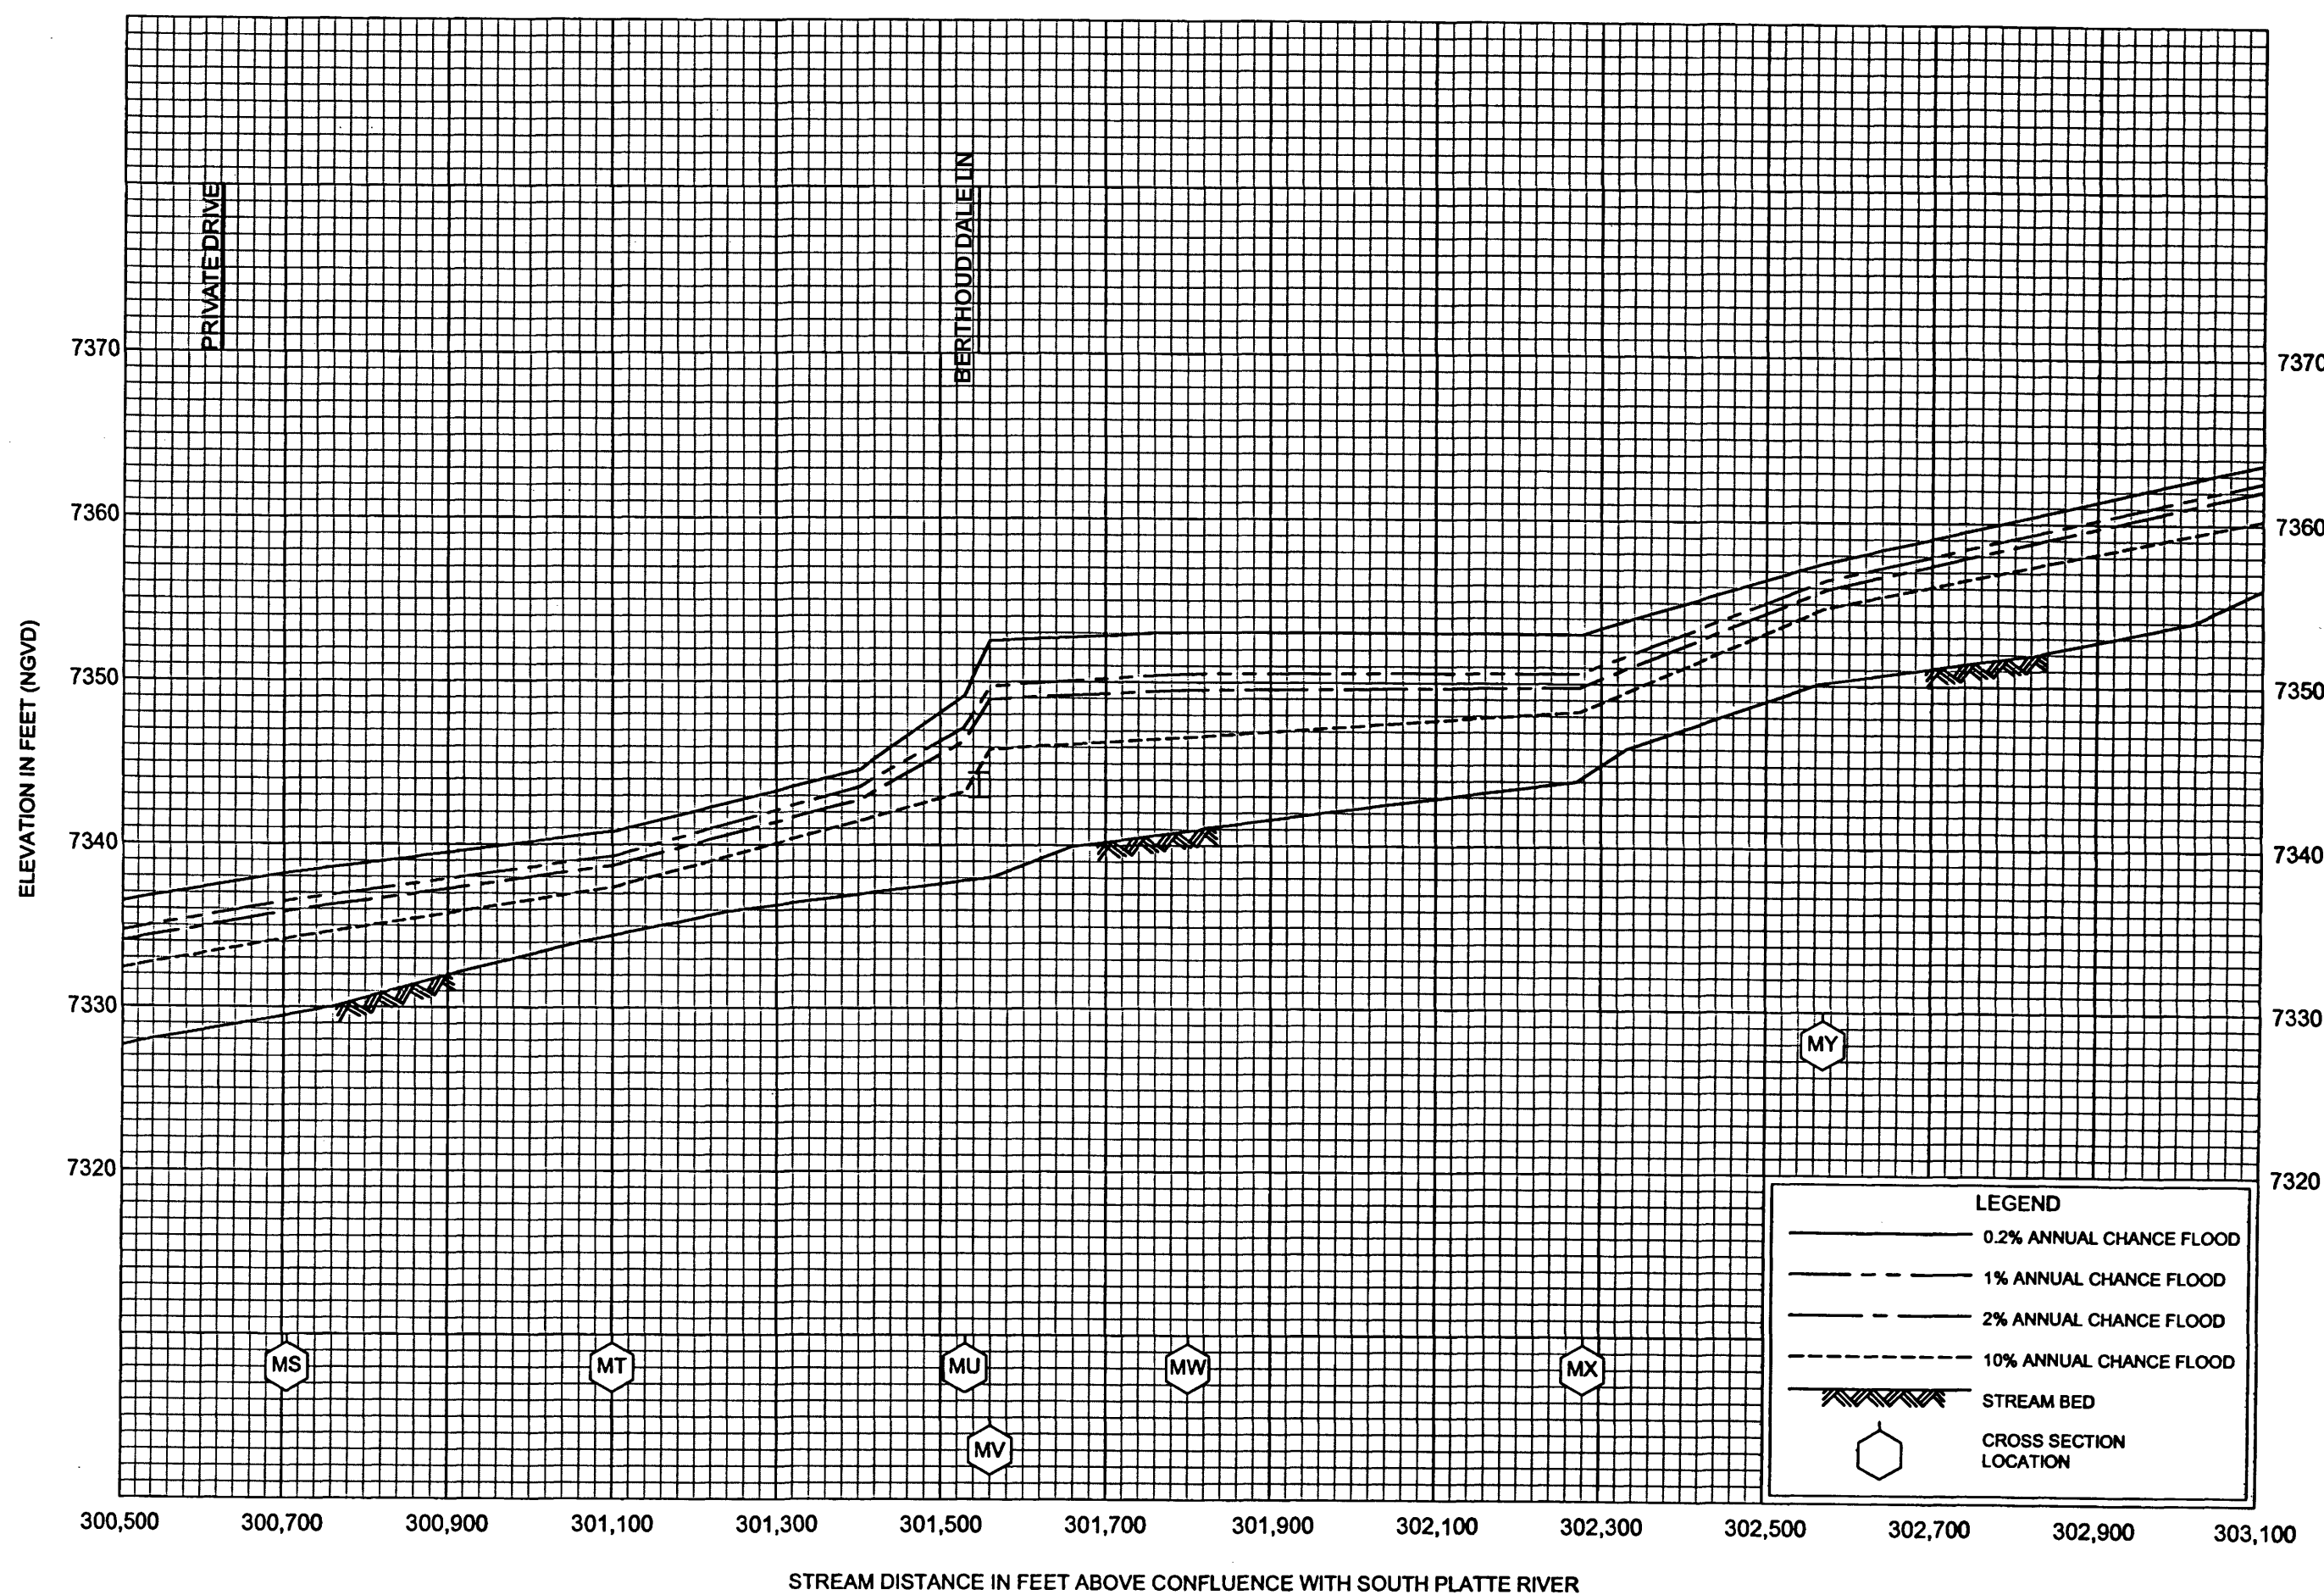 PRIVATE DRIVE
BERTHOUD DALE LN
7370
7360
7350
7340
7330
7320
ELEVATION IN FEET (NGVD)
7370
7360
7350
7340
7330
7320
MY
MS
MT
MU
MV
MW
MX
LEGEND
0.2% ANNUAL CHANCE FLOOD
1% ANNUAL CHANCE FLOOD
2% ANNUAL CHANCE FLOOD
10% ANNUAL CHANCE FLOOD
STREAM BED
CROSS SECTION
LOCATION
300,500 300,700 300,900 301,100 301,300 301,500 301,700 301,900 302,100 302,300 302,500 302,700 302,900 303,100
STREAM DISTANCE IN FEET ABOVE CONFLUENCE WITH SOUTH PLATTE RIVER